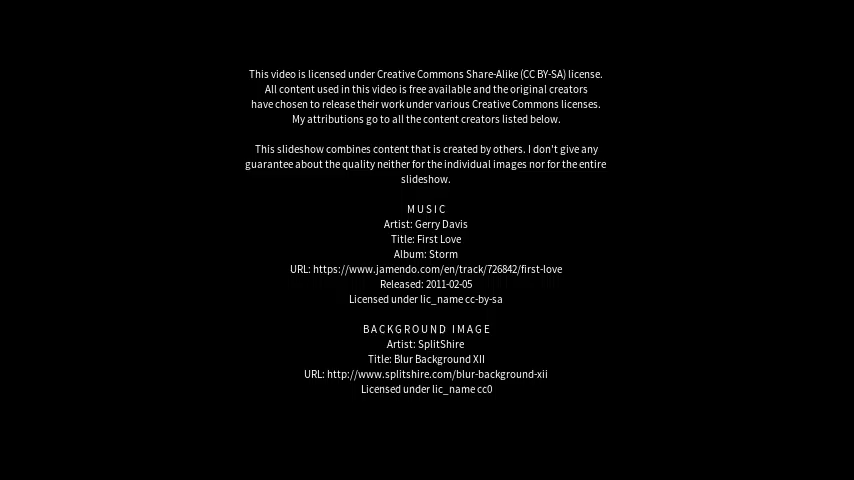 This video is licensed under Creative Commons Share-Alike (CC BY-SA) license.
All content used in this video is free available and the original creators
have chosen to release their work under various Creative Commons licenses.
My attributions go to all the content creators listed below.
This slideshow combines content that is created by others. I don't give any
guarantee about the quality neither for the individual images nor for the entire
slideshow.
MUSIC
Artist: Gerry Davis
Title: First Love
Album: Storm
URL: https://www.jamendo.com/en/track/726842/first-love
Released: 2011-02-05
Licensed under lic_name cc-by-sa
BACKGROUND IMAGE
Artist: SplitShire
Title: Blur Background XII
URL: http://www.splitshire.com/blur-background-xii
Licensed under lic_name cc0